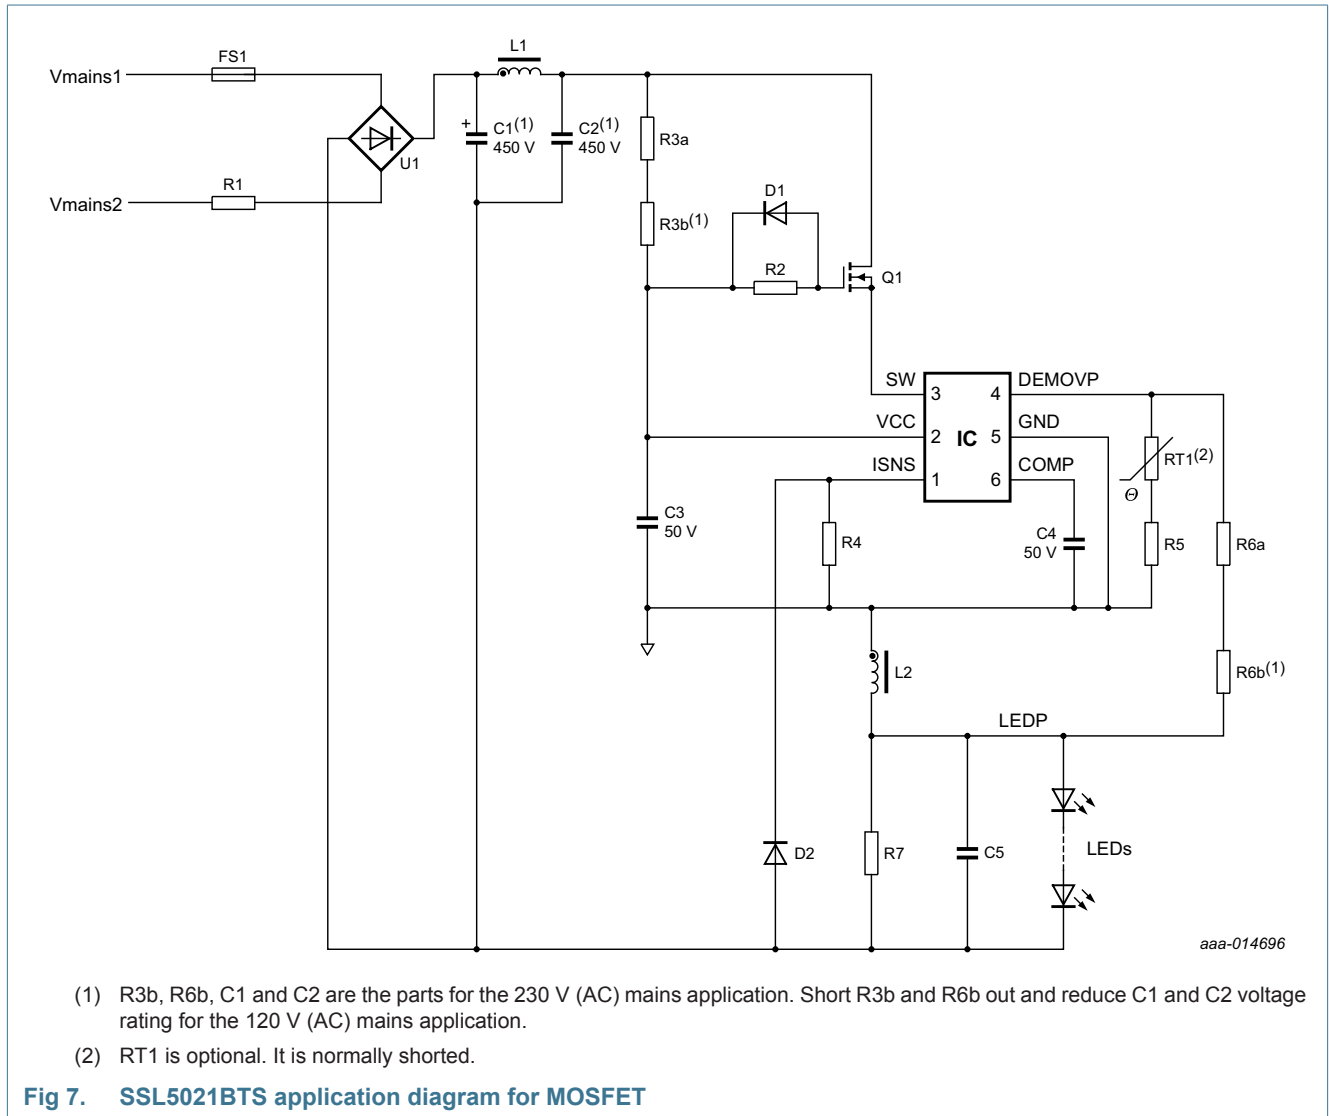 FS1
L1
Vmains1
C1(1)
450 V
C2(1)
450 V
+
R3a
U1
R1
D1
Vmains2
R3b(1)
R2
Q1
SW
DEMOVP
3
4
VCC
GND
2
IC
5
RT1(2)
ISNS
COMP
1
6
Θ
C3
50 V
R4
C4
50 V
R5
R6a
L2
R6b(1)
LEDP
D2
R7
C5
LEDs
aaa-014696
(1) R3b, R6b, C1 and C2 are the parts for the 230 V (AC) mains application. Short R3b and R6b out and reduce C1 and C2 voltage
rating for the 120 V (AC) mains application.
(2) RT1 is optional. It is normally shorted.
Fig 7. SSL5021BTS application diagram for MOSFET